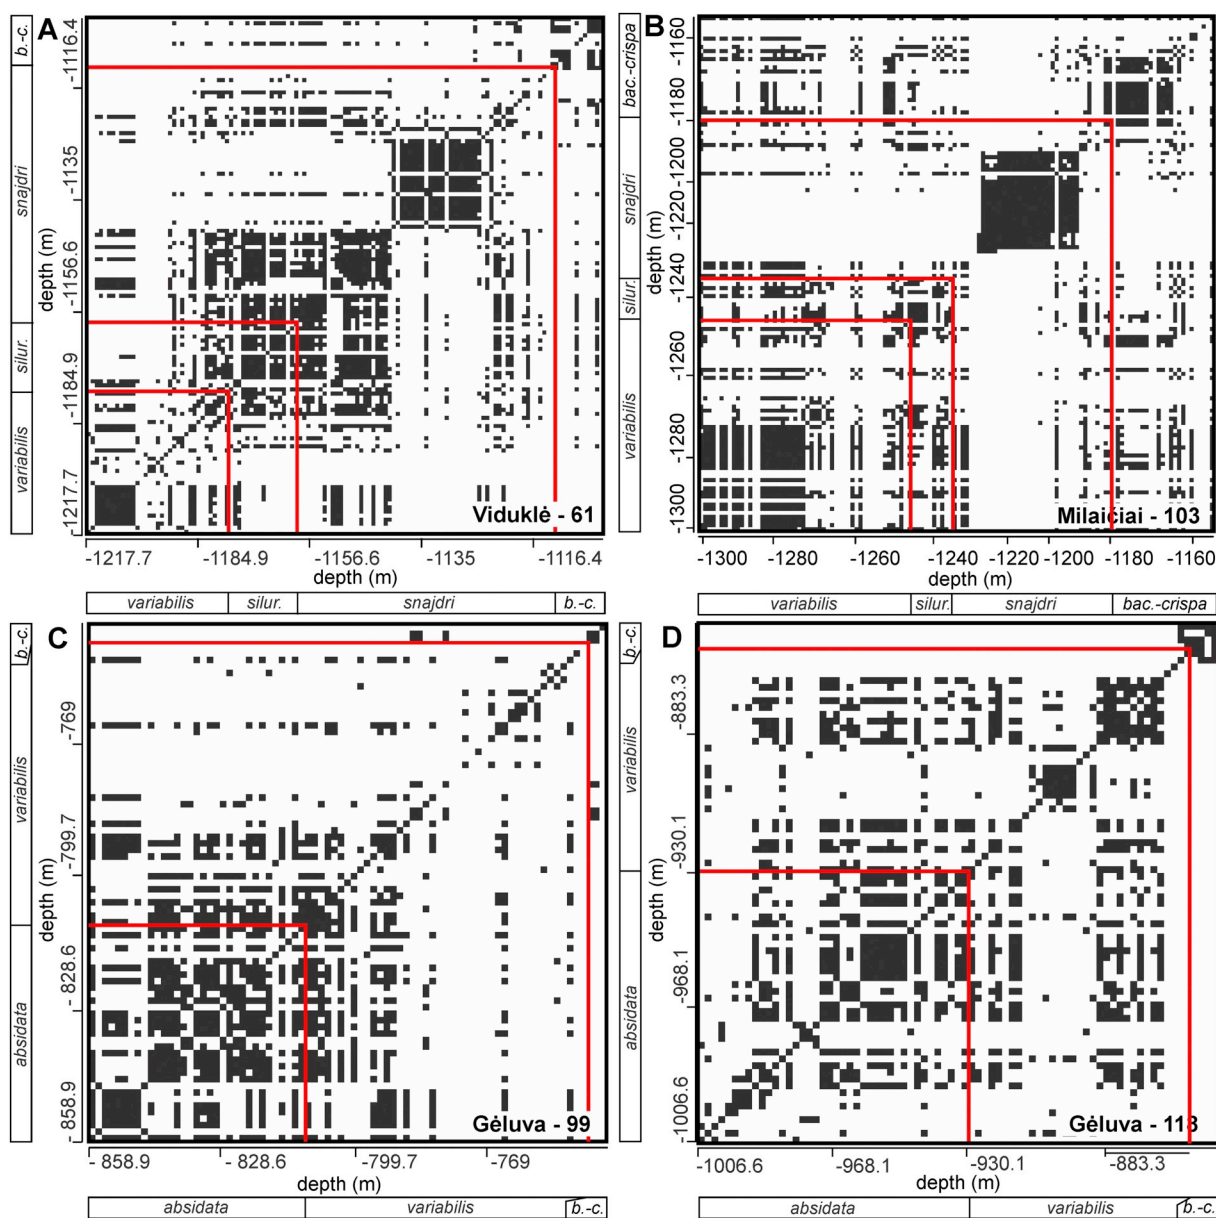 A
b.-c.
snajdri
silur.
variabilis
-1116.4
-1135
-1156.6
-1184.9
-1217.7
depth (m)
Viduklė - 61
-1217.7 -1184.9 -1156.6 -1135 -1116.4
depth (m)
variabilis silur. snajdri b.-c.
B
bac.-crispa
snajdri
silur.
variabilis
-1160
-1180
-1200
-1220
-1240
-1260
-1280
-1300
depth (m)
Milaičiai - 103
-1300 -1280 -1260 -1240 -1220 -1200 -1180 -1160
depth (m)
variabilis silur. snajdri bac.-crispa
C
b.-c.
variabilis
absidata
-769
-799.7
- 828.6
- 858.9
depth (m)
Gėluva - 99
- 858.9 - 828.6 -799.7 -769
depth (m)
absidata variabilis b.-c.
D
b.-c.
variabilis
absidata
-883.3
-930.1
-968.1
-1006.6
depth (m)
Gėluva - 118
-1006.6 -968.1 -930.1 -883.3
depth (m)
absidata variabilis b.-c.